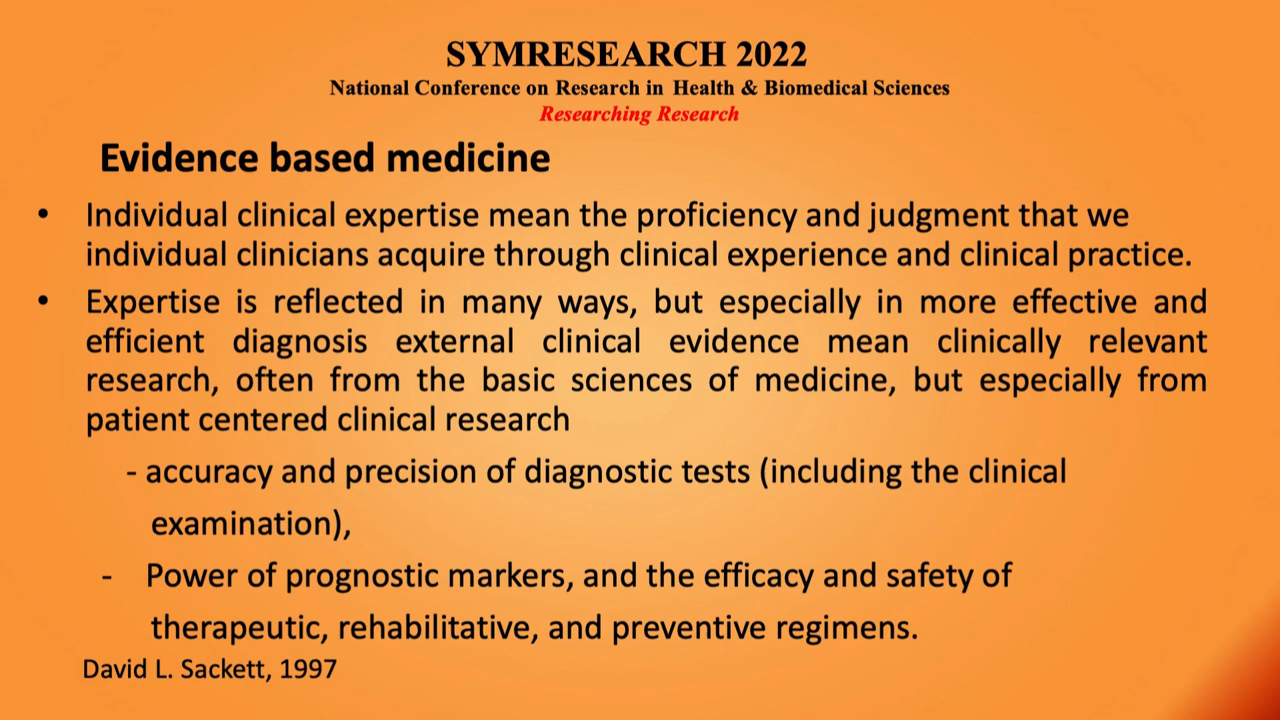 SYMRESEARCH 2022
National Conference on Research in Health & Biomedical Sciences
Researching Research
Evidence based medicine
• Individual clinical expertise mean the proficiency and judgment that we
individual clinicians acquire through clinical experience and clinical practice.
• Expertise is reflected in many ways, but especially in more effective and
efficient diagnosis external clinical evidence mean clinically relevant
research, often from the basic sciences of medicine, but especially from
patient centered clinical research
- accuracy and precision of diagnostic tests (including the clinical
examination),
- Power of prognostic markers, and the efficacy and safety of
therapeutic, rehabilitative, and preventive regimens.
David L. Sackett, 1997